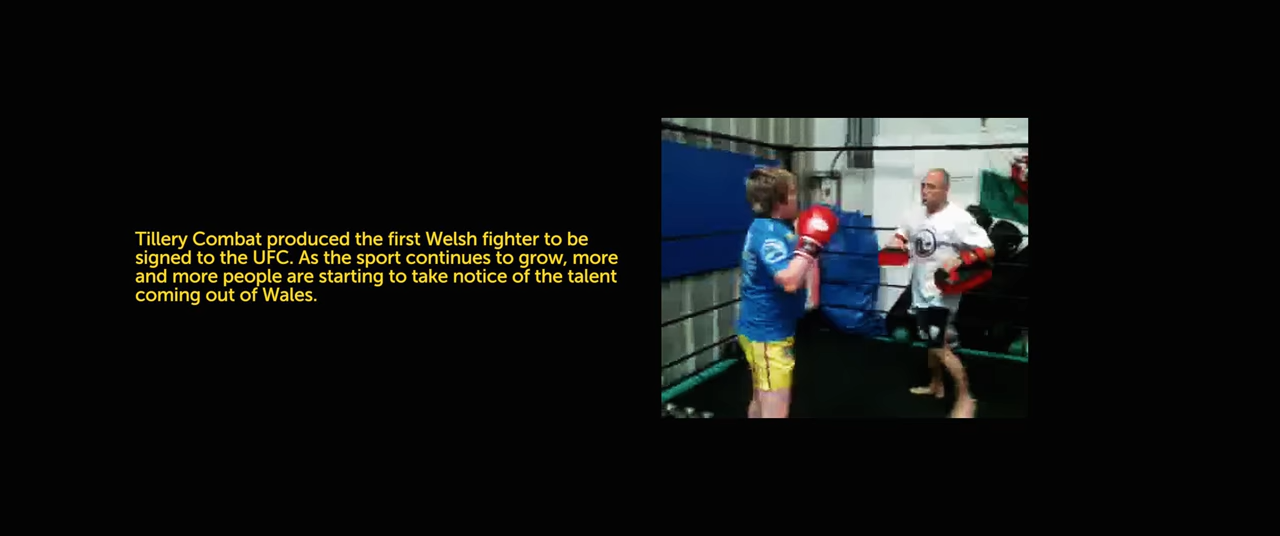 Tillery Combat produced the first Welsh fighter to be
signed to the UFC. As the sport continues to grow, more
and more people are starting to take notice of the talent
coming out of Wales.